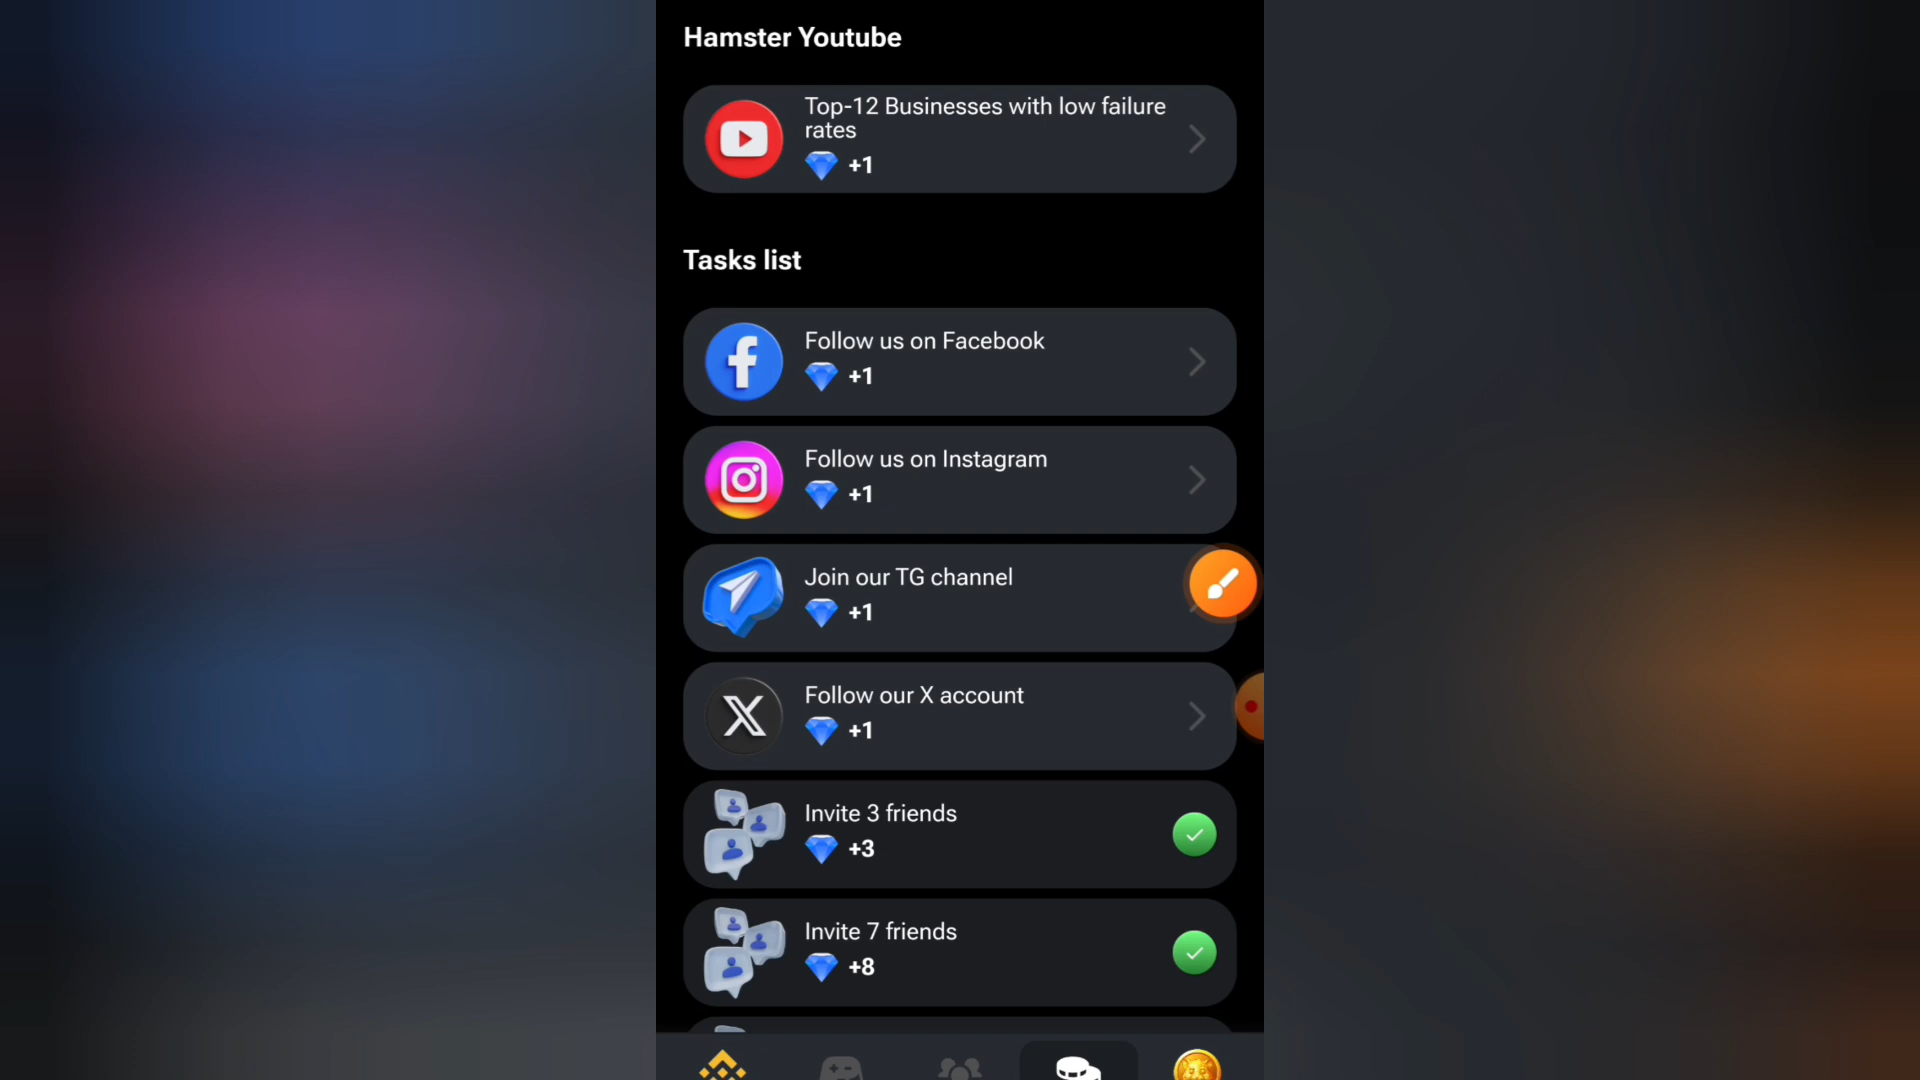 Hamster Youtube
Top-12 Businesses with low failure
rates
+1
Tasks list
Follow us on Facebook
+1
Follow us on Instagram
+1
Join our TG channel
+1
Follow our X account
+1
Invite 3 friends
+3
Invite 7 friends
+8